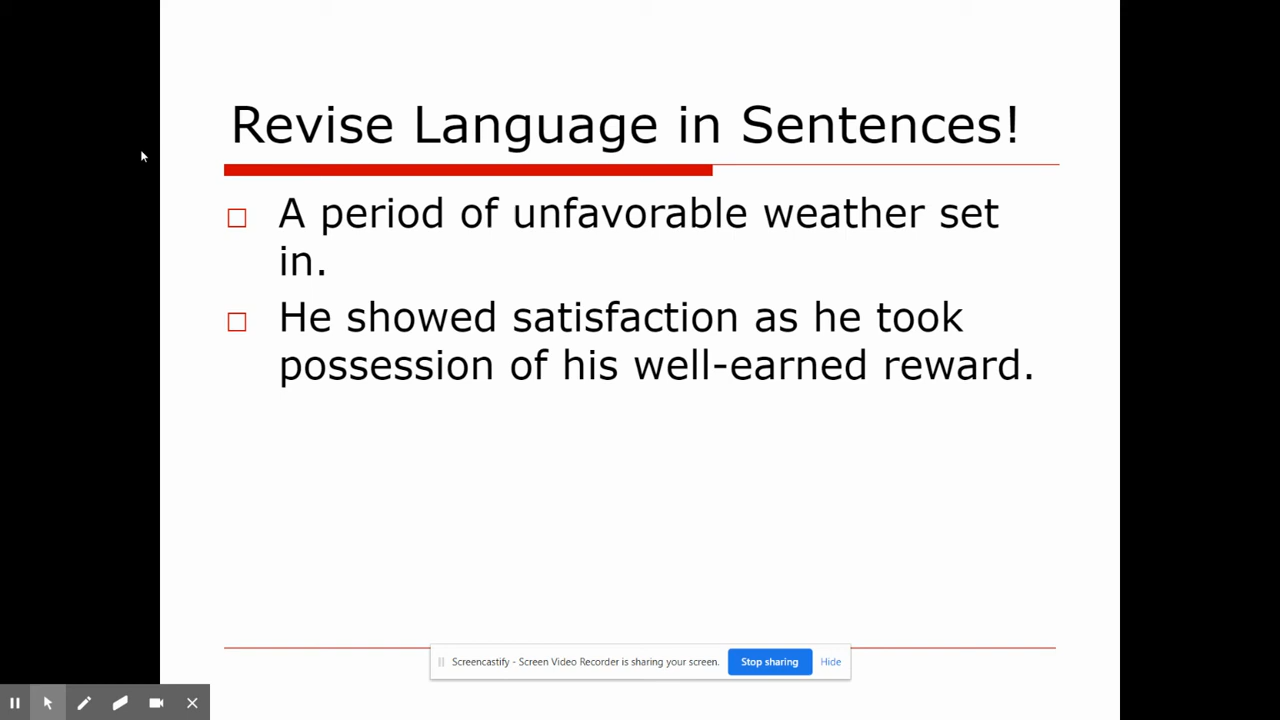 Revise Language in Sentences!
A period of unfavorable weather set
in.
He showed satisfaction as he took
possession of his well-earned reward.
Screencastify - Screen Video Recorder is sharing your screen. Stop sharing Hide